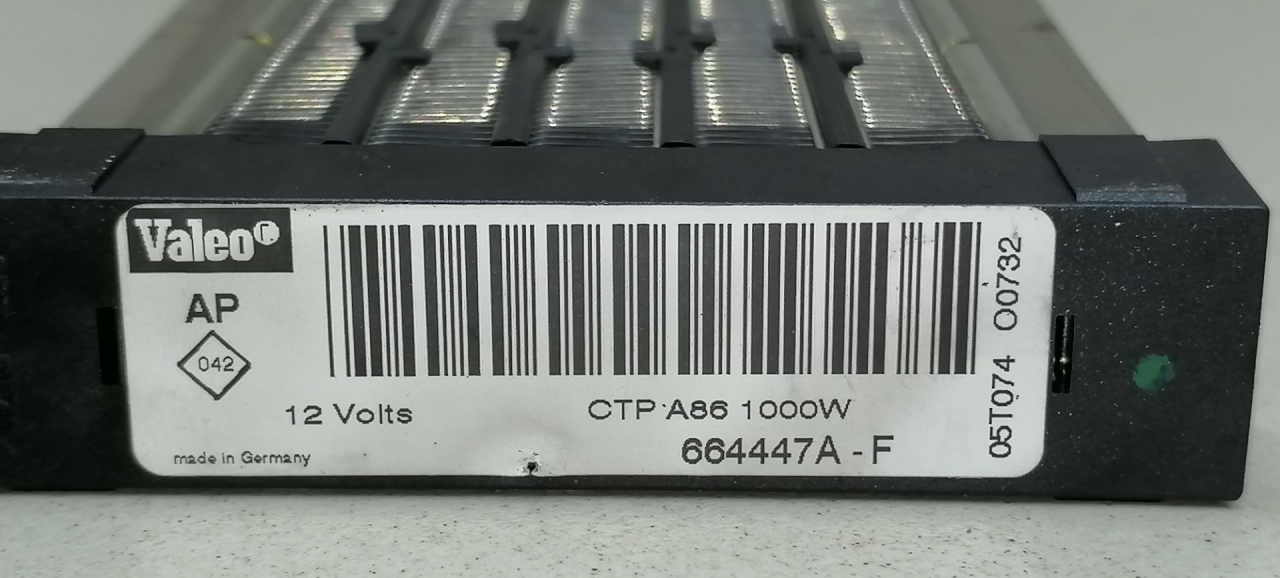 Valeo
AP
042
12 Volts
CTP A86 1000W
664447A - F
made in Germany
05T074 O0732